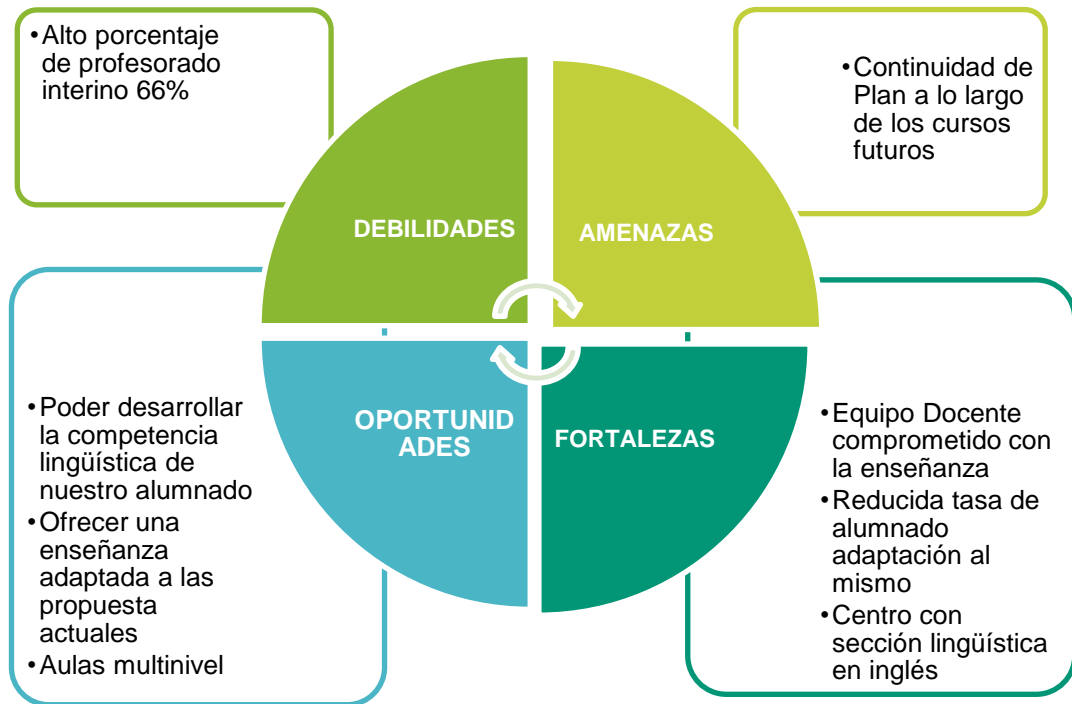 •Alto porcentaje
de profesorado
interino 66%
•Continuidad de
Plan a lo largo
de los cursos
futuros
DEBILIDADES
AMENAZAS
OPORTUNID
ADES
FORTALEZAS
•Poder desarrollar
la competencia
lingüística de
nuestro alumnado
•Ofrecer una
enseñanza
adaptada a las
propuesta
actuales
•Aulas multinivel
•Equipo Docente
comprometido con
la enseñanza
•Reducida tasa de
alumnado
adaptación al
mismo
•Centro con
sección lingüística
en inglés